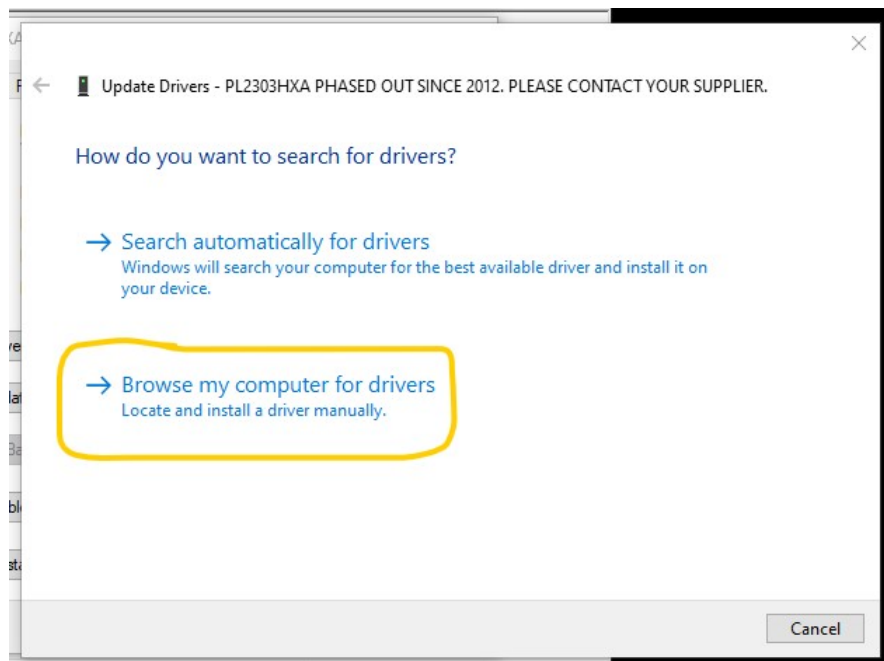 Update Drivers - PL2303HXA PHASED OUT SINCE 2012. PLEASE CONTACT YOUR SUPPLIER.
How do you want to search for drivers?
Search automatically for drivers
Windows will search your computer for the best available driver and install it on
your device.
Browse my computer for drivers
Locate and install a driver manually.
Cancel